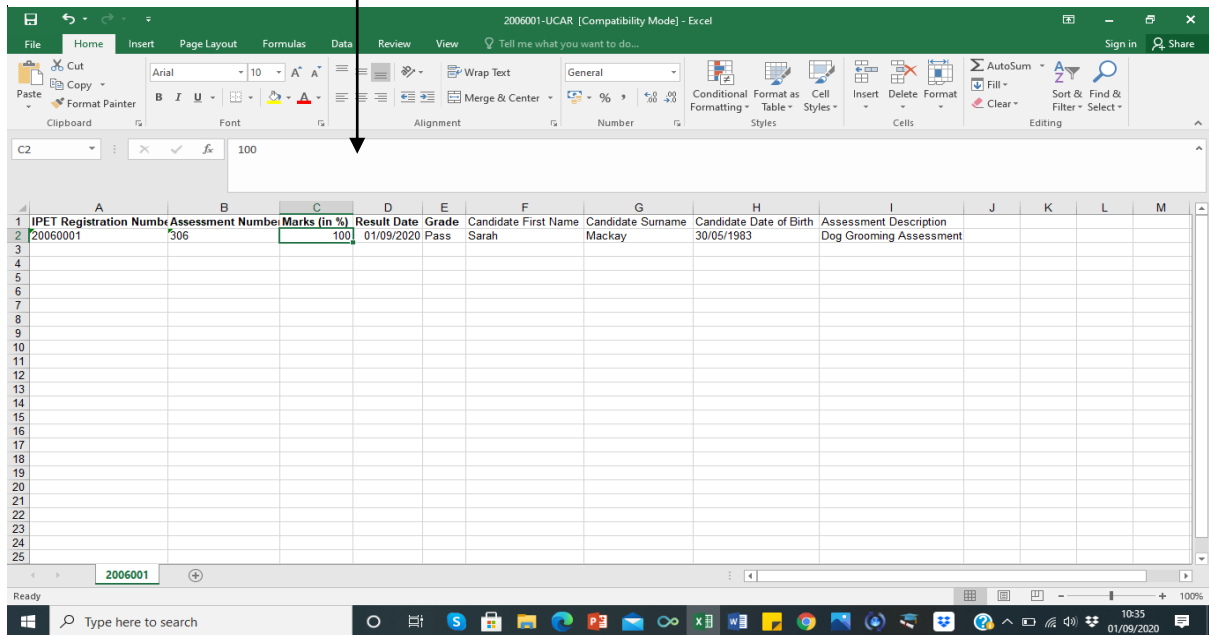 2006001-UCAR [Compatibility Mode] - Excel
File Home Insert Page Layout Formulas Data Review View Tell me what you want to do... Sign in Share
Cut Arial 10 Wrap Text General AutoSum
Copy Fill
Paste Format Painter B I U A Merge & Center % Conditional Format as Cell Insert Delete Format Clear Sort & Find &
Formatting Table Styles Filter Select
Clipboard Font Alignment Number Styles Cells Editing
C2 fx 100
A B C D E F G H I J K L M
1 IPET Registration Numbe Assessment Number Marks (in %) Result Date Grade Candidate First Name Candidate Surname Candidate Date of Birth Assessment Description
2 20060001 306 100 01/09/2020 Pass Sarah Mackay 30/05/1983 Dog Grooming Assessment
3
4
5
6
7
8
9
10
11
12
13
14
15
16
17
18
19
20
21
22
23
24
25
2006001
Ready 100%
Type here to search 10:35
01/09/2020